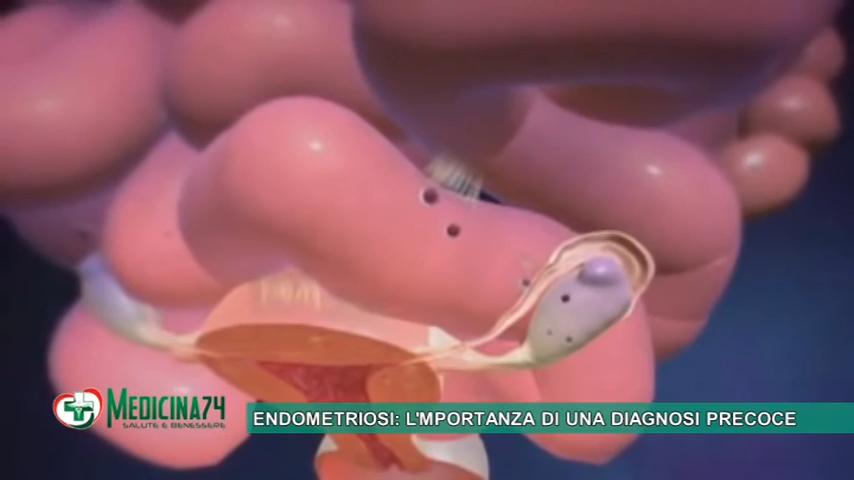 MEDICINA74
SALUTE E BENESSERE
ENDOMETRIOSI: L'MPORTANZA DI UNA DIAGNOSI PRECOCE